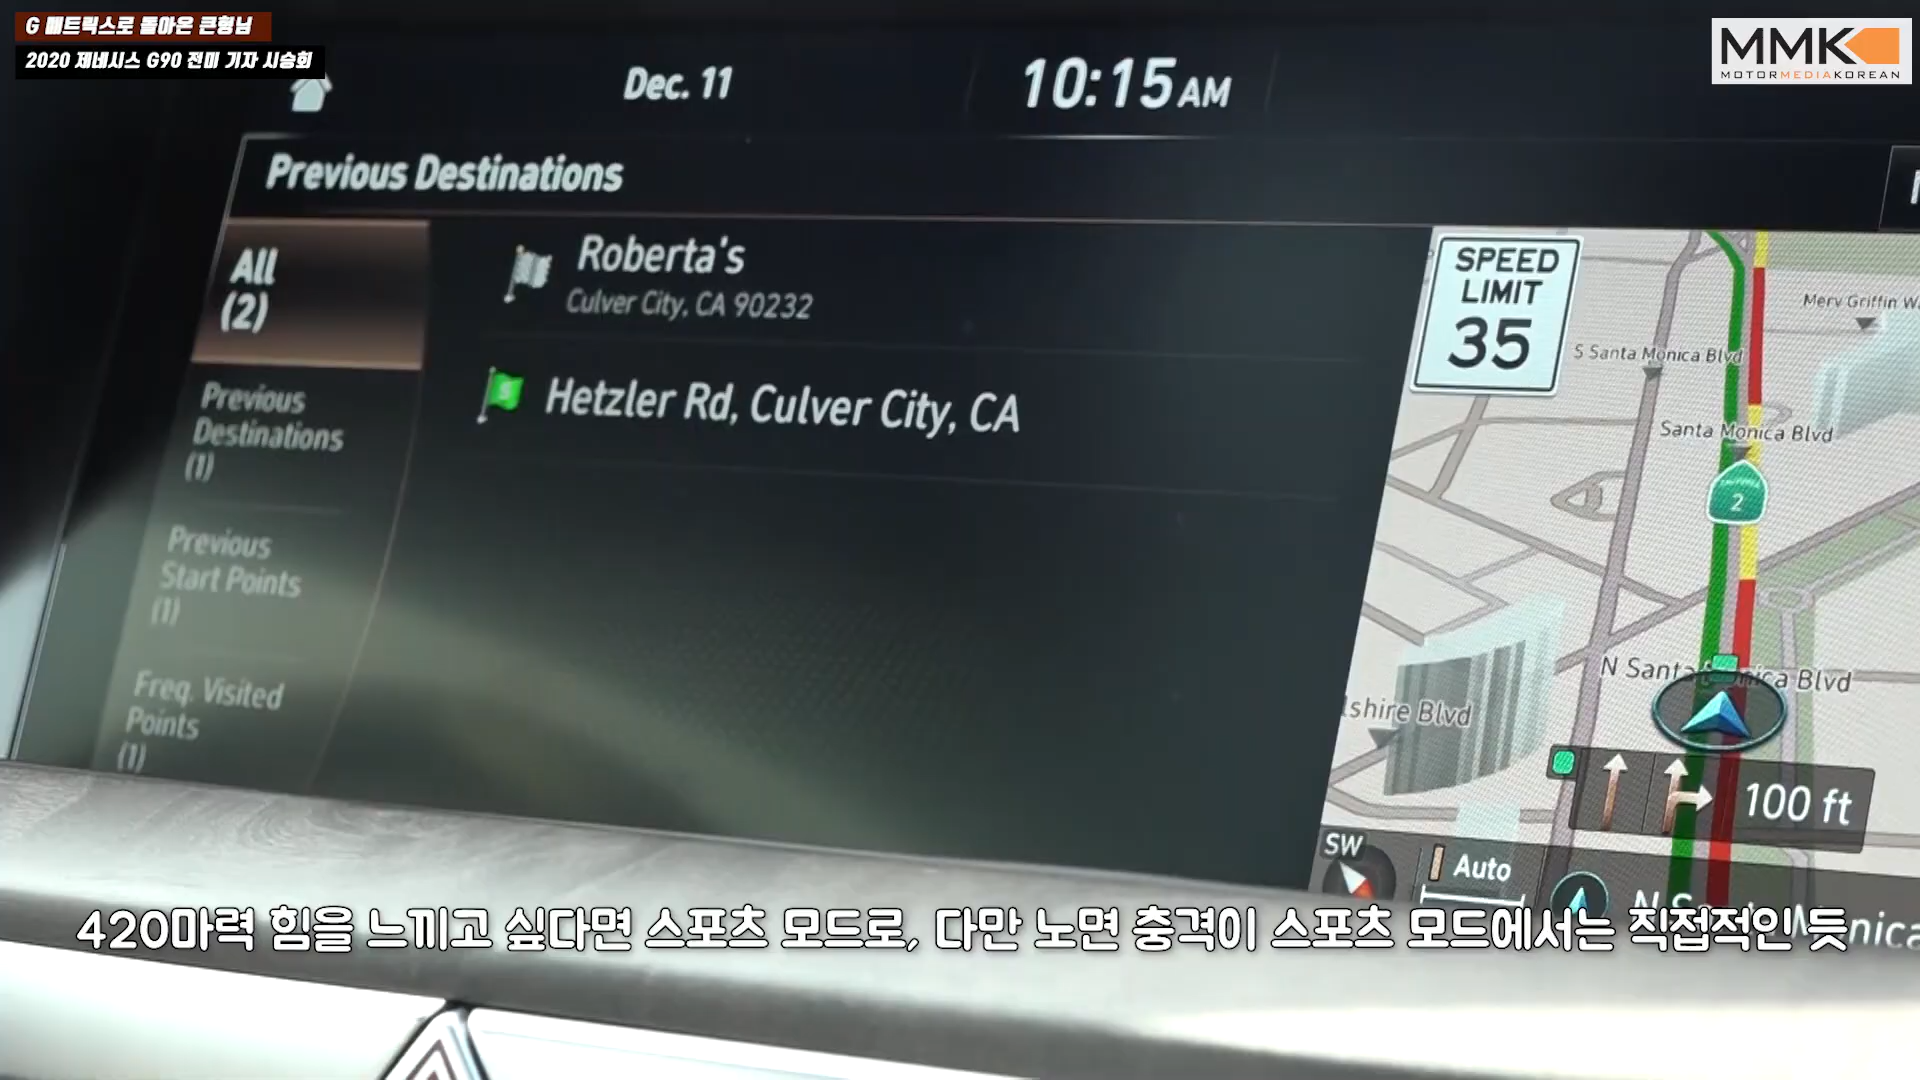 G 매트릭스로 돌아온 큰형님
2020 제네시스 G90 전미 기자 시승회
MMK
MOTORMEDIAKOREAN
Dec. 11
10:15 AM
Previous Destinations
All
(2)
Roberta's
Culver City, CA 90232
Hetzler Rd, Culver City, CA
Previous
Destinations
(1)
Previous
Start Points
(1)
Freq. Visited
Points
(1)
SPEED
LIMIT
35
Merv Griffin
S Santa Monica Blvd
Santa Monica Blvd
2
N Santa Monica Blvd
lshire Blvd
100 ft
SW
Auto
420마력 힘을 느끼고 싶다면 스포츠 모드로, 다만 노면 충격이 스포츠 모드에서는 직접적인 듯